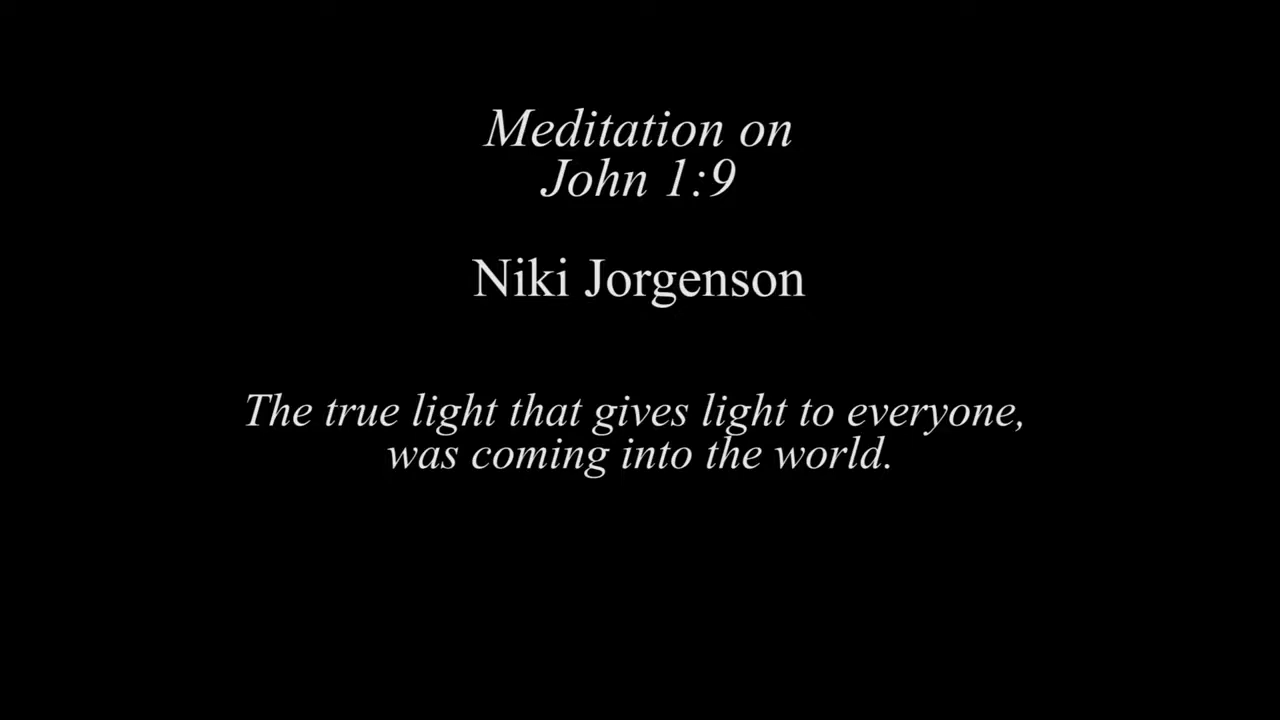 Meditation on
John 1:9
Niki Jorgenson
The true light that gives light to everyone,
was coming into the world.